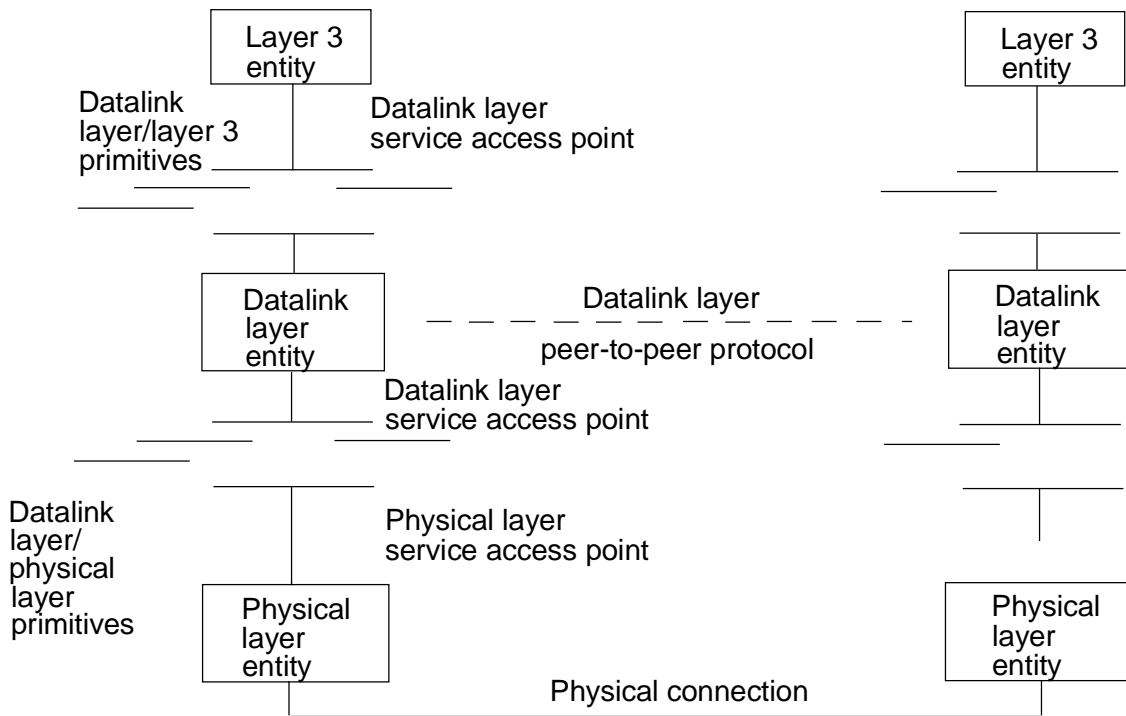 Layer 3
entity
Layer 3
entity
Datalink
layer/layer 3
primitives
Datalink layer
service access point
Datalink
layer
entity
Datalink layer
peer-to-peer protocol
Datalink
layer
entity
Datalink layer
service access point
Datalink
layer/
physical
layer
primitives
Physical layer
service access point
Physical
layer
entity
Physical connection
Physical
layer
entity